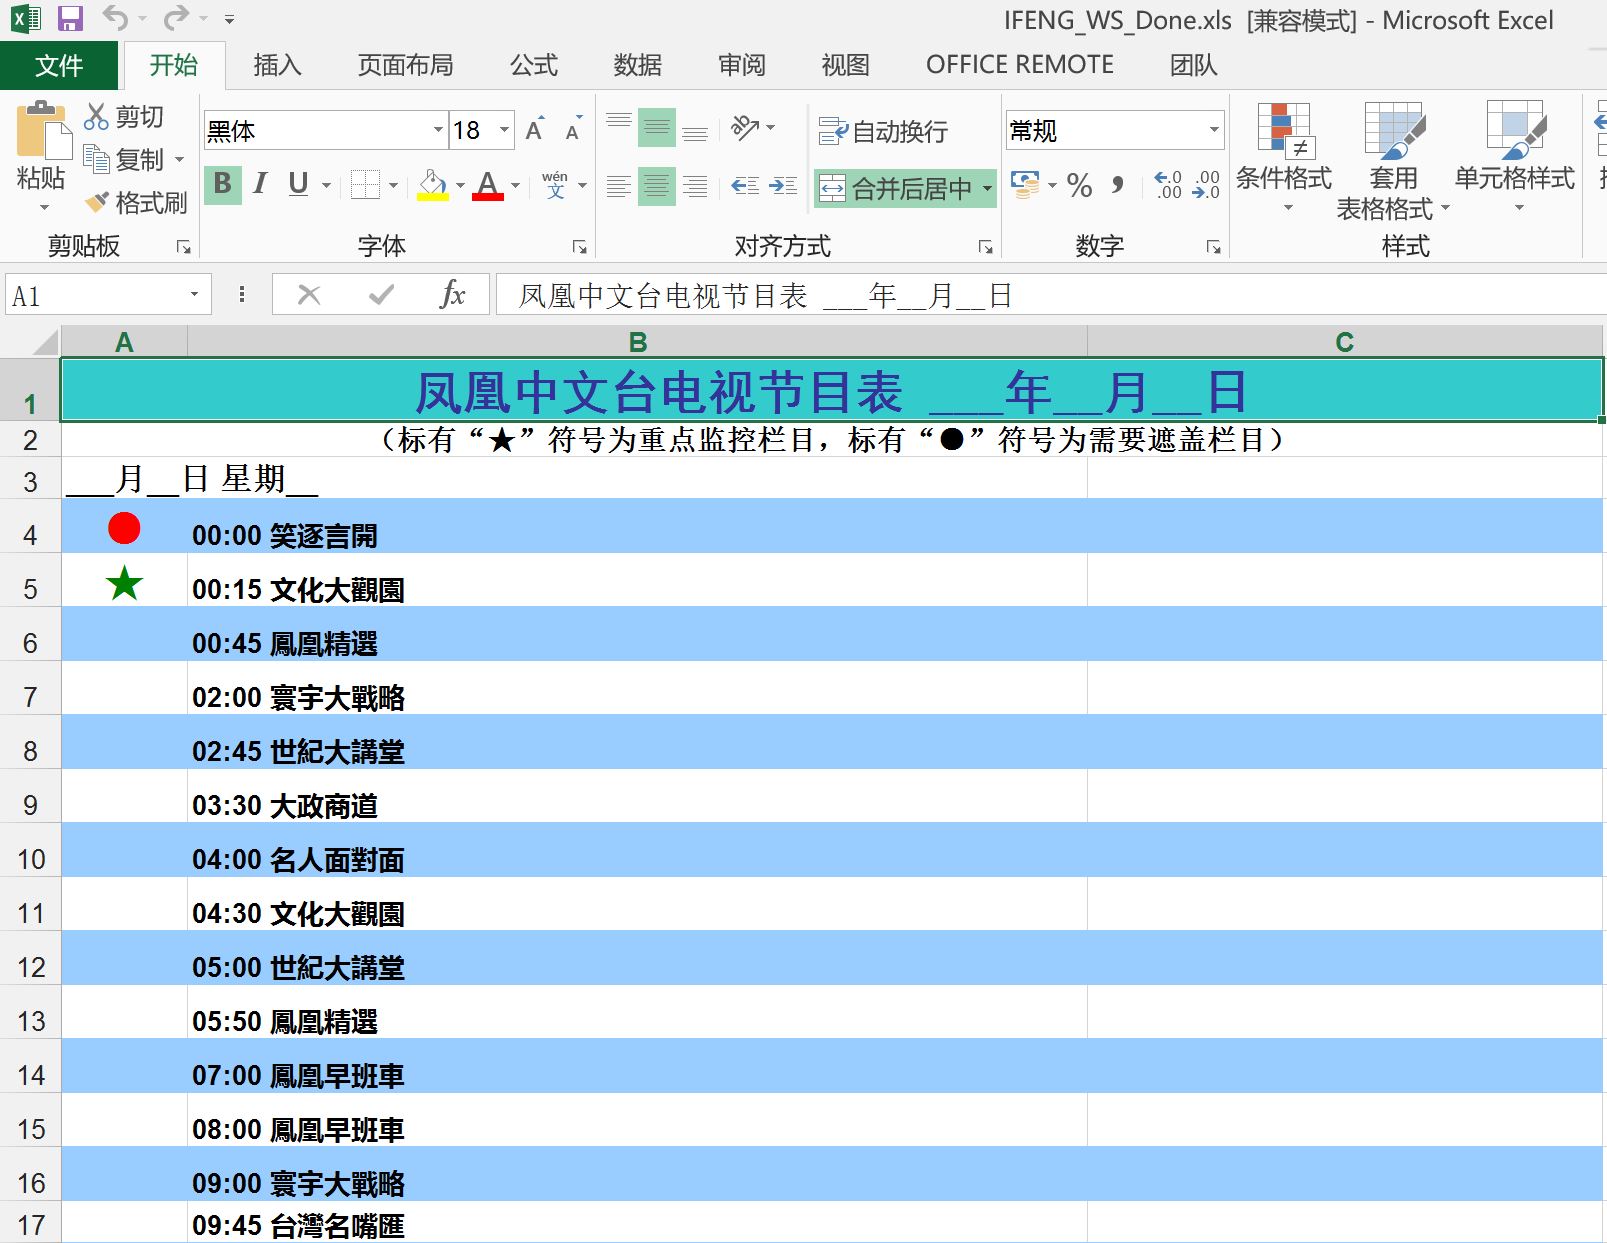 IFENG_WS_Done.xls [兼容模式] - Microsoft Excel
文件 开始 插入 页面布局 公式 数据 审阅 视图 OFFICE REMOTE 团队
剪切
复制
格式刷
粘贴
剪贴板
黑体 18 A A
B I U A wén 文
字体
自动换行
合并后居中
对齐方式
常规
% , .0 .00 .00 .0
数字
条件格式 套用 表格格式 单元格样式
样式
A1 fx 凤凰中文台电视节目表 ___年__月__日
A B C
1 凤凰中文台电视节目表 ___年__月__日
2 （标有“★”符号为重点监控栏目，标有“●”符号为需要遮盖栏目）
3 ___月__日 星期__
4 ● 00:00 笑逐言開
5 ★ 00:15 文化大觀園
6 00:45 鳳凰精選
7 02:00 寰宇大戰略
8 02:45 世紀大講堂
9 03:30 大政商道
10 04:00 名人面對面
11 04:30 文化大觀園
12 05:00 世紀大講堂
13 05:50 鳳凰精選
14 07:00 鳳凰早班車
15 08:00 鳳凰早班車
16 09:00 寰宇大戰略
17 09:45 台灣名嘴匯